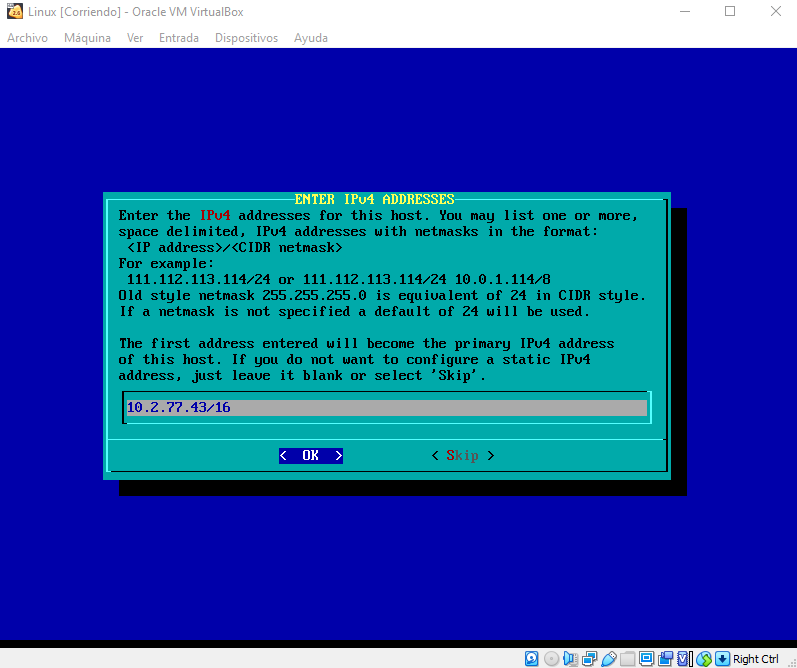 Linux [Corriendo] - Oracle VM VirtualBox
Archivo Máquina Ver Entrada Dispositivos Ayuda
ENTER IPv4 ADDRESSES
Enter the IPv4 addresses for this host. You may list one or more,
space delimited, IPv4 addresses with netmasks in the format:
<IP address>/<CIDR netmask>
For example:
111.112.113.114/24 or 111.112.113.114/24 10.0.1.114/8
Old style netmask 255.255.255.0 is equivalent of 24 in CIDR style.
If a netmask is not specified a default of 24 will be used.
The first address entered will become the primary IPv4 address
of this host. If you do not want to configure a static IPv4
address, just leave it blank or select 'Skip'.
10.2.77.43/16
< OK > < Skip >
Right Ctrl